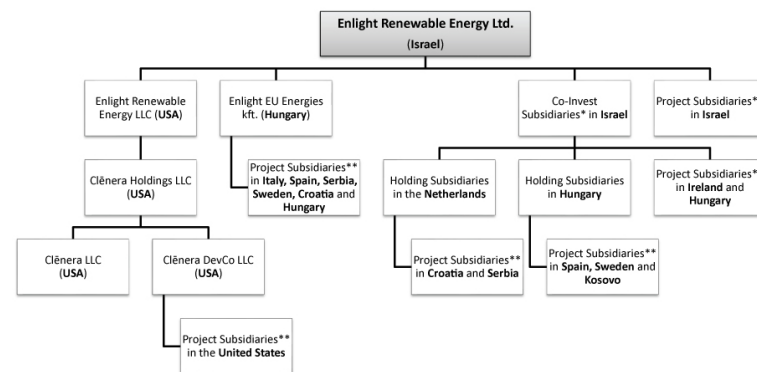 Enlight Renewable Energy Ltd.
(Israel)
Enlight Renewable
Energy LLC (USA)
Enlight EU Energies
kft. (Hungary)
Co-Invest
Subsidiaries* in Israel
Project Subsidiaries*
in Israel
Clēnera Holdings LLC
(USA)
Project Subsidiaries**
in Italy, Spain, Serbia,
Sweden, Croatia and
Hungary
Holding Subsidiaries
in the Netherlands
Holding Subsidiaries
in Hungary
Project Subsidiaries*
in Ireland and
Hungary
Clēnera LLC
(USA)
Clēnera DevCo LLC
(USA)
Project Subsidiaries**
in Croatia and Serbia
Project Subsidiaries**
in Spain, Sweden and
Kosovo
Project Subsidiaries**
in the United States